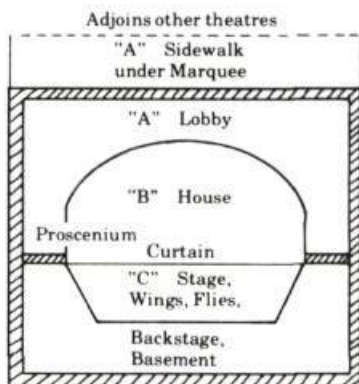 Adjoins other theatres
"A" Sidewalk
under Marquee
"A" Lobby
"B" House
Proscenium
Curtain
"C" Stage,
Wings, Flies,
Backstage,
Basement